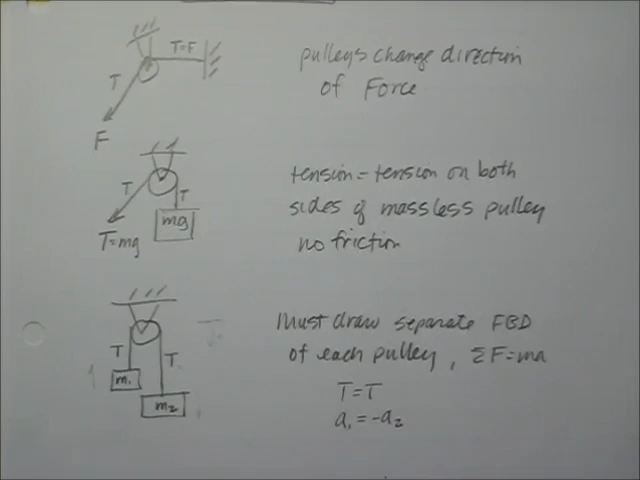 T=F
T
F
pulleys change direction
of Force
T
T
mg
T=mg
tension = tension on both
sides of massless pulley
no friction
T
T
m₁
m₂
Must draw separate FBD
of each pulley, ΣF=ma
T=T
a₁=-a₂